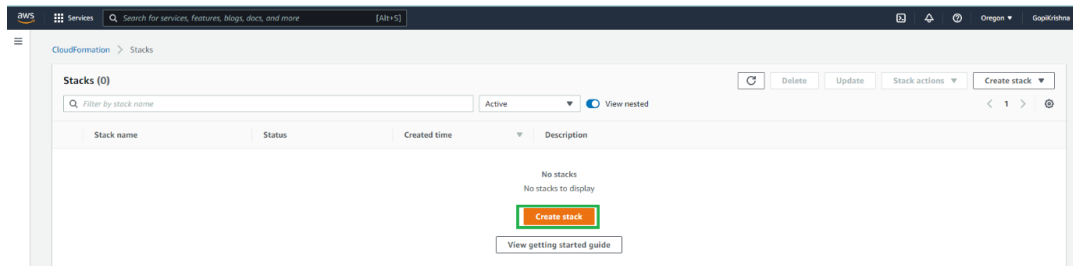 aws Services Search for services, features, blogs, docs, and more [Alt+S] Oregon ▼ GopiKrishna
CloudFormation > Stacks
Stacks (0) Delete Update Stack actions ▼ Create stack ▼
Filter by stack name Active ▼ View nested < 1 >
Stack name Status Created time ▼ Description
No stacks
No stacks to display
Create stack
View getting started guide